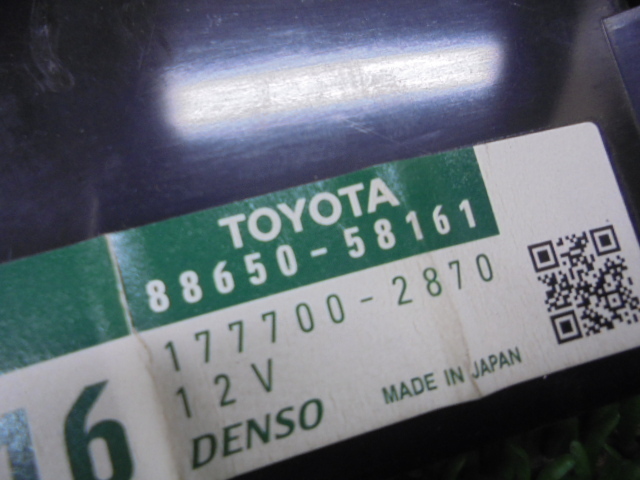 TOYOTA
88650-58161
177700-2870
12V
DENSO
MADE IN JAPAN
16